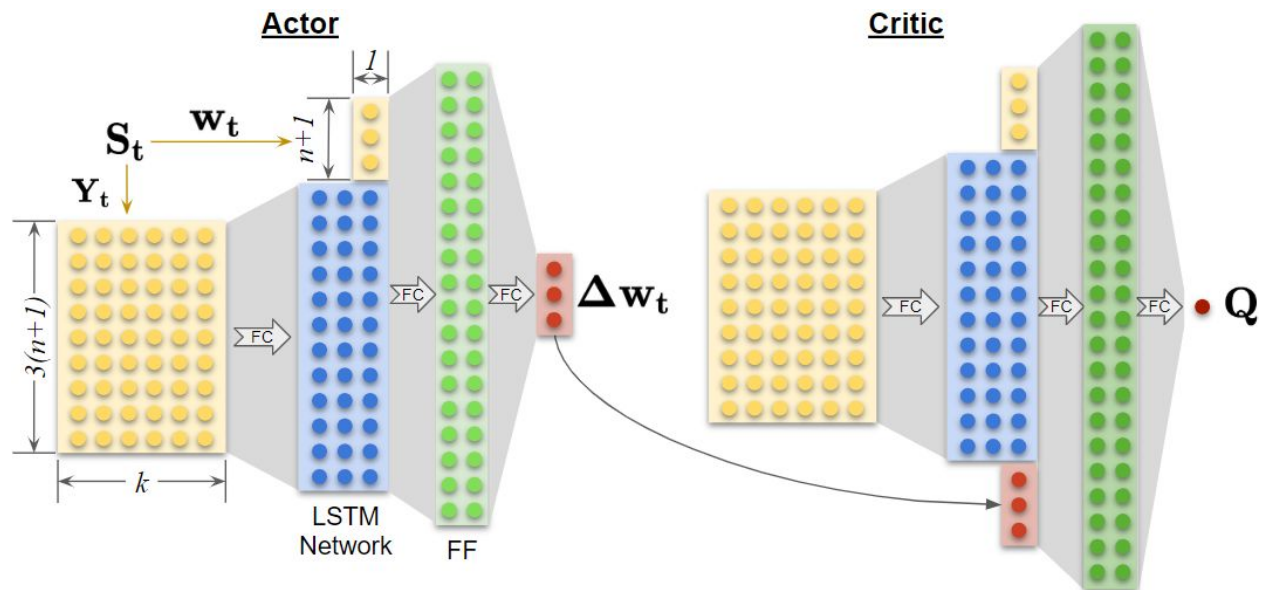 Actor
1
n+1
w_t
S_t
Y_t
3(n+1)
k
FC
FC
FC
Δw_t
LSTM
Network
FF
Critic
FC
FC
FC
Q